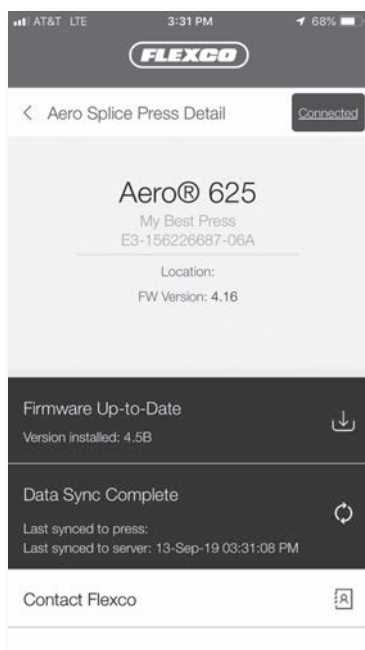 AT&T LTE 3:31 PM 68%
FLEXCO
Aero Splice Press Detail Connected
Aero® 625
My Best Press
E3-156226687-06A
Location:
FW Version: 4.16
Firmware Up-to-Date
Version installed: 4.5B
Data Sync Complete
Last synced to press:
Last synced to server: 13-Sep-19 03:31:08 PM
Contact Flexco